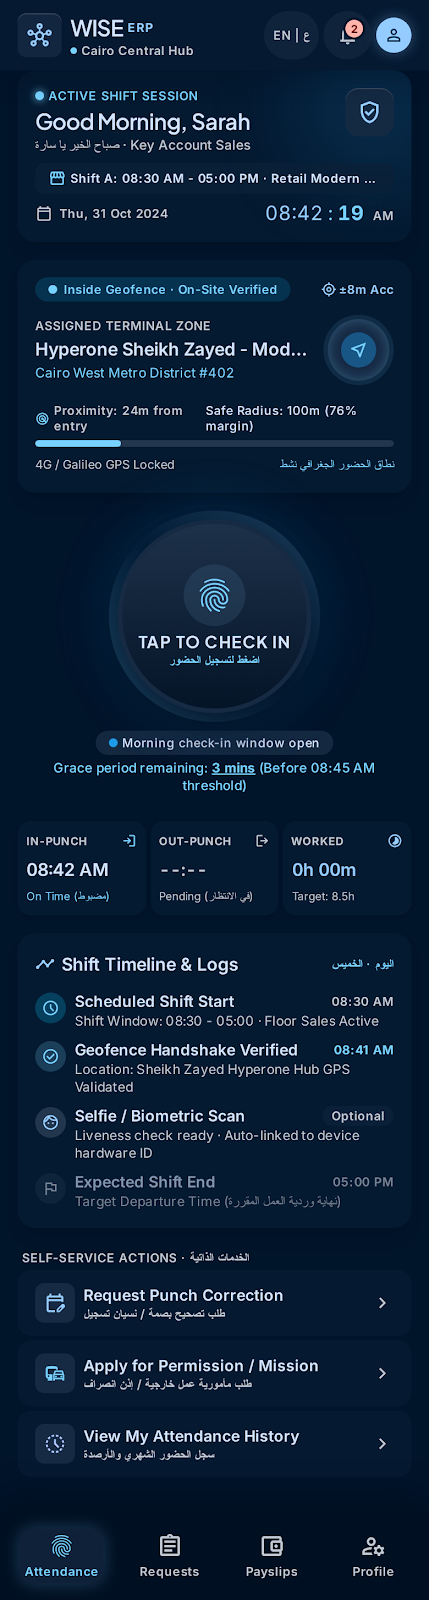 WISE ERP
Cairo Central Hub
EN | ع
2
ACTIVE SHIFT SESSION
Good Morning, Sarah
صباح الخير يا سارة · Key Account Sales
Shift A: 08:30 AM - 05:00 PM · Retail Modern ...
Thu, 31 Oct 2024
08:42 : 19 AM
Inside Geofence · On-Site Verified
±8m Acc
ASSIGNED TERMINAL ZONE
Hyperone Sheikh Zayed - Mod...
Cairo West Metro District #402
Proximity: 24m from
entry
Safe Radius: 100m (76%
margin)
4G / Galileo GPS Locked
نطاق الحضور الجغرافي نشط
TAP TO CHECK IN
اضغط لتسجيل الحضور
Morning check-in window open
Grace period remaining: 3 mins (Before 08:45 AM
threshold)
IN-PUNCH
08:42 AM
On Time (مضبوط)
OUT-PUNCH
--:--
Pending (في الانتظار)
WORKED
0h 00m
Target: 8.5h
Shift Timeline & Logs
اليوم · الخميس
Scheduled Shift Start
08:30 AM
Shift Window: 08:30 - 05:00 · Floor Sales Active
Geofence Handshake Verified
08:41 AM
Location: Sheikh Zayed Hyperone Hub GPS
Validated
Selfie / Biometric Scan
Optional
Liveness check ready · Auto-linked to device
hardware ID
Expected Shift End
05:00 PM
Target Departure Time (نهاية وردية العمل المقررة)
SELF-SERVICE ACTIONS · الخدمات الذاتية
Request Punch Correction
طلب تصحيح بصمة / نسيان تسجيل
Apply for Permission / Mission
طلب مأمورية عمل خارجية / إذن انصراف
View My Attendance History
سجل الحضور الشهري والأرصدة
Attendance
Requests
Payslips
Profile